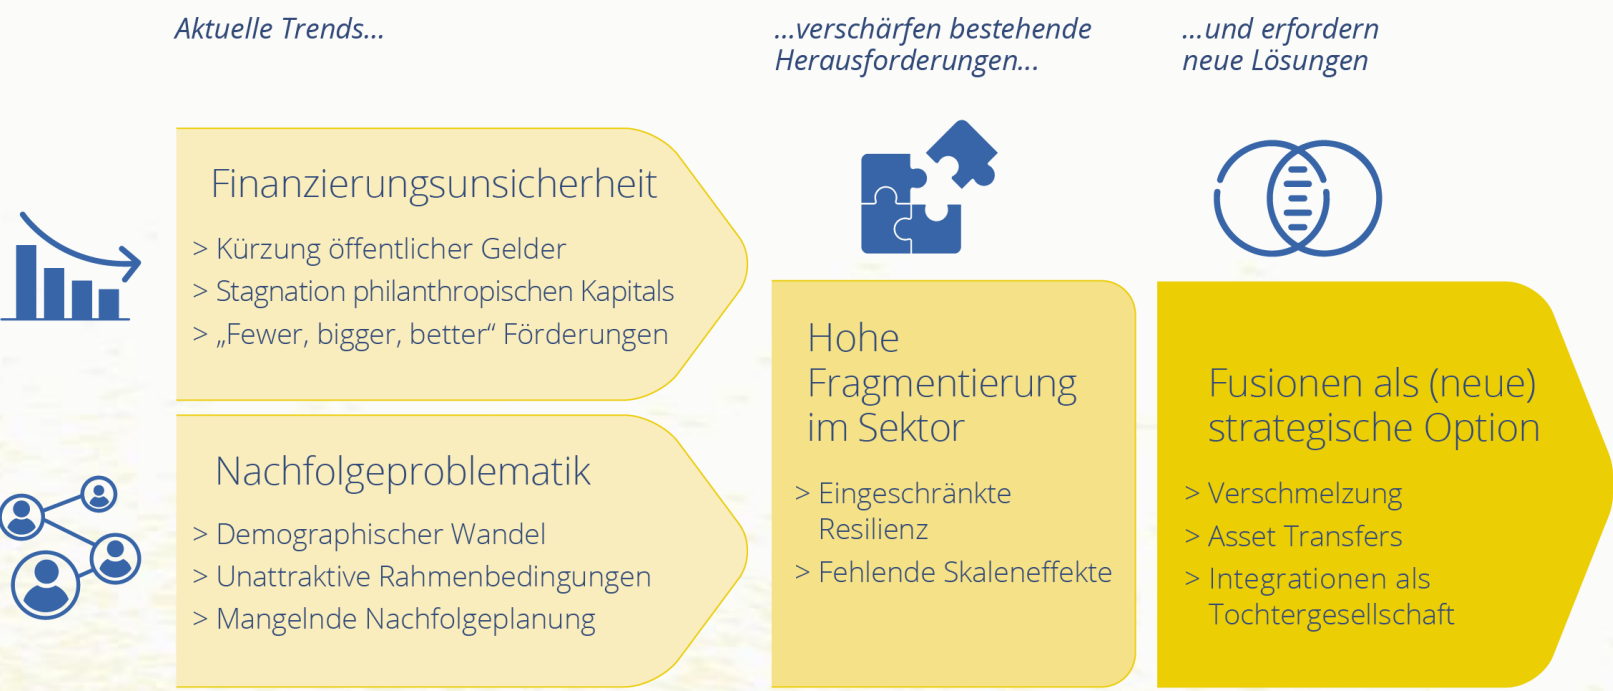 Aktuelle Trends...
...verschärfen bestehende
Herausforderungen...
...und erfordern
neue Lösungen
Finanzierungsunsicherheit
> Kürzung öffentlicher Gelder
> Stagnation philanthropischen Kapitals
> „Fewer, bigger, better“ Förderungen
Nachfolgeproblematik
> Demographischer Wandel
> Unattraktive Rahmenbedingungen
> Mangelnde Nachfolgeplanung
Hohe
Fragmentierung
im Sektor
> Eingeschränkte
Resilienz
> Fehlende Skaleneffekte
Fusionen als (neue)
strategische Option
> Verschmelzung
> Asset Transfers
> Integrationen als
Tochtergesellschaft